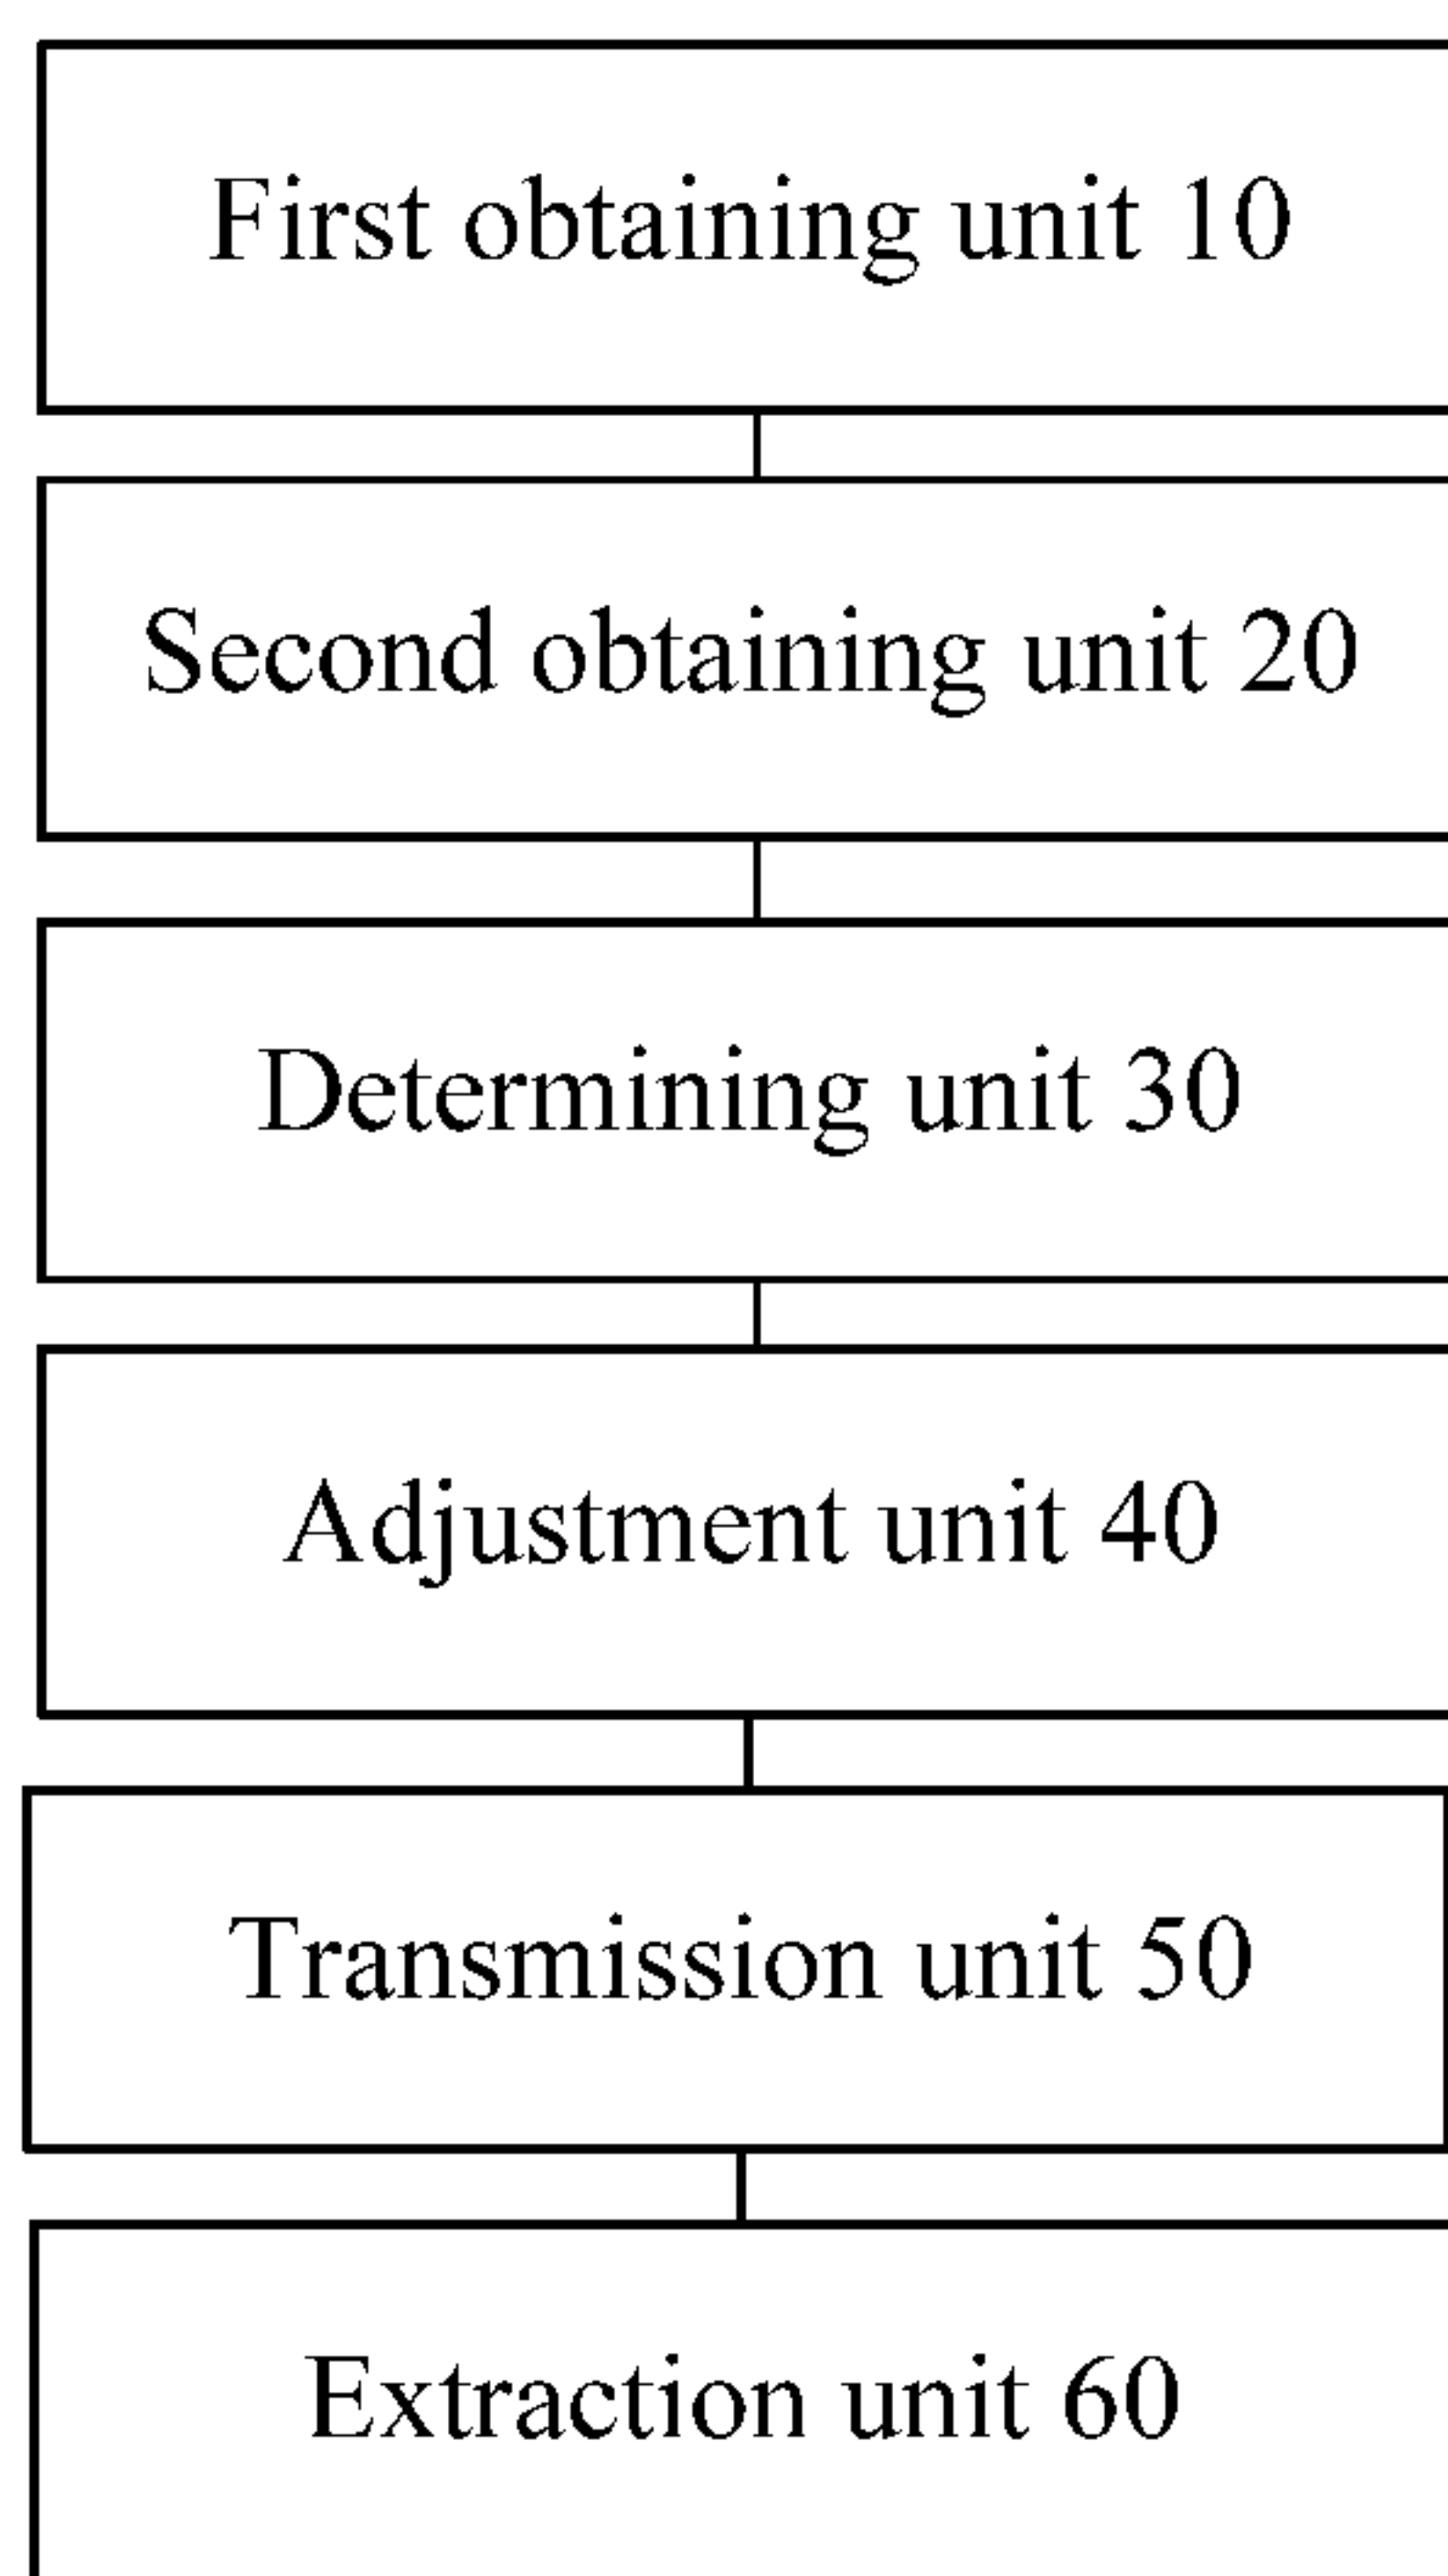 First obtaining unit 10
Second obtaining unit 20
Determining unit 30
Adjustment unit 40
Transmission unit 50
Extraction unit 60